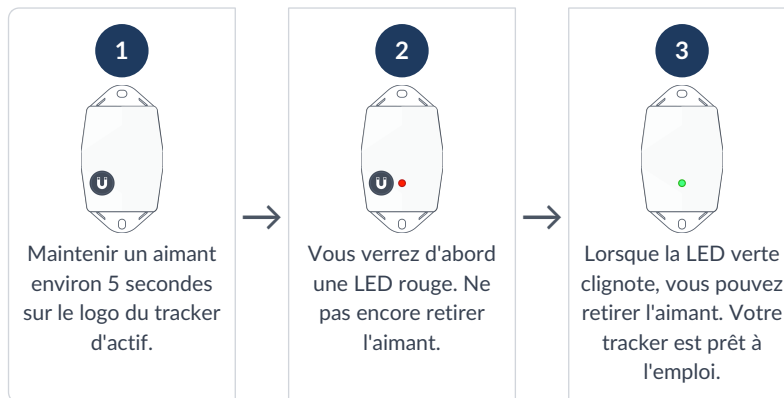 1
Maintenir un aimant
environ 5 secondes
sur le logo du tracker
d'actif.
2
Vous verrez d'abord
une LED rouge. Ne
pas encore retirer
l'aimant.
3
Lorsque la LED verte
clignote, vous pouvez
retirer l'aimant. Votre
tracker est prêt à
l'emploi.